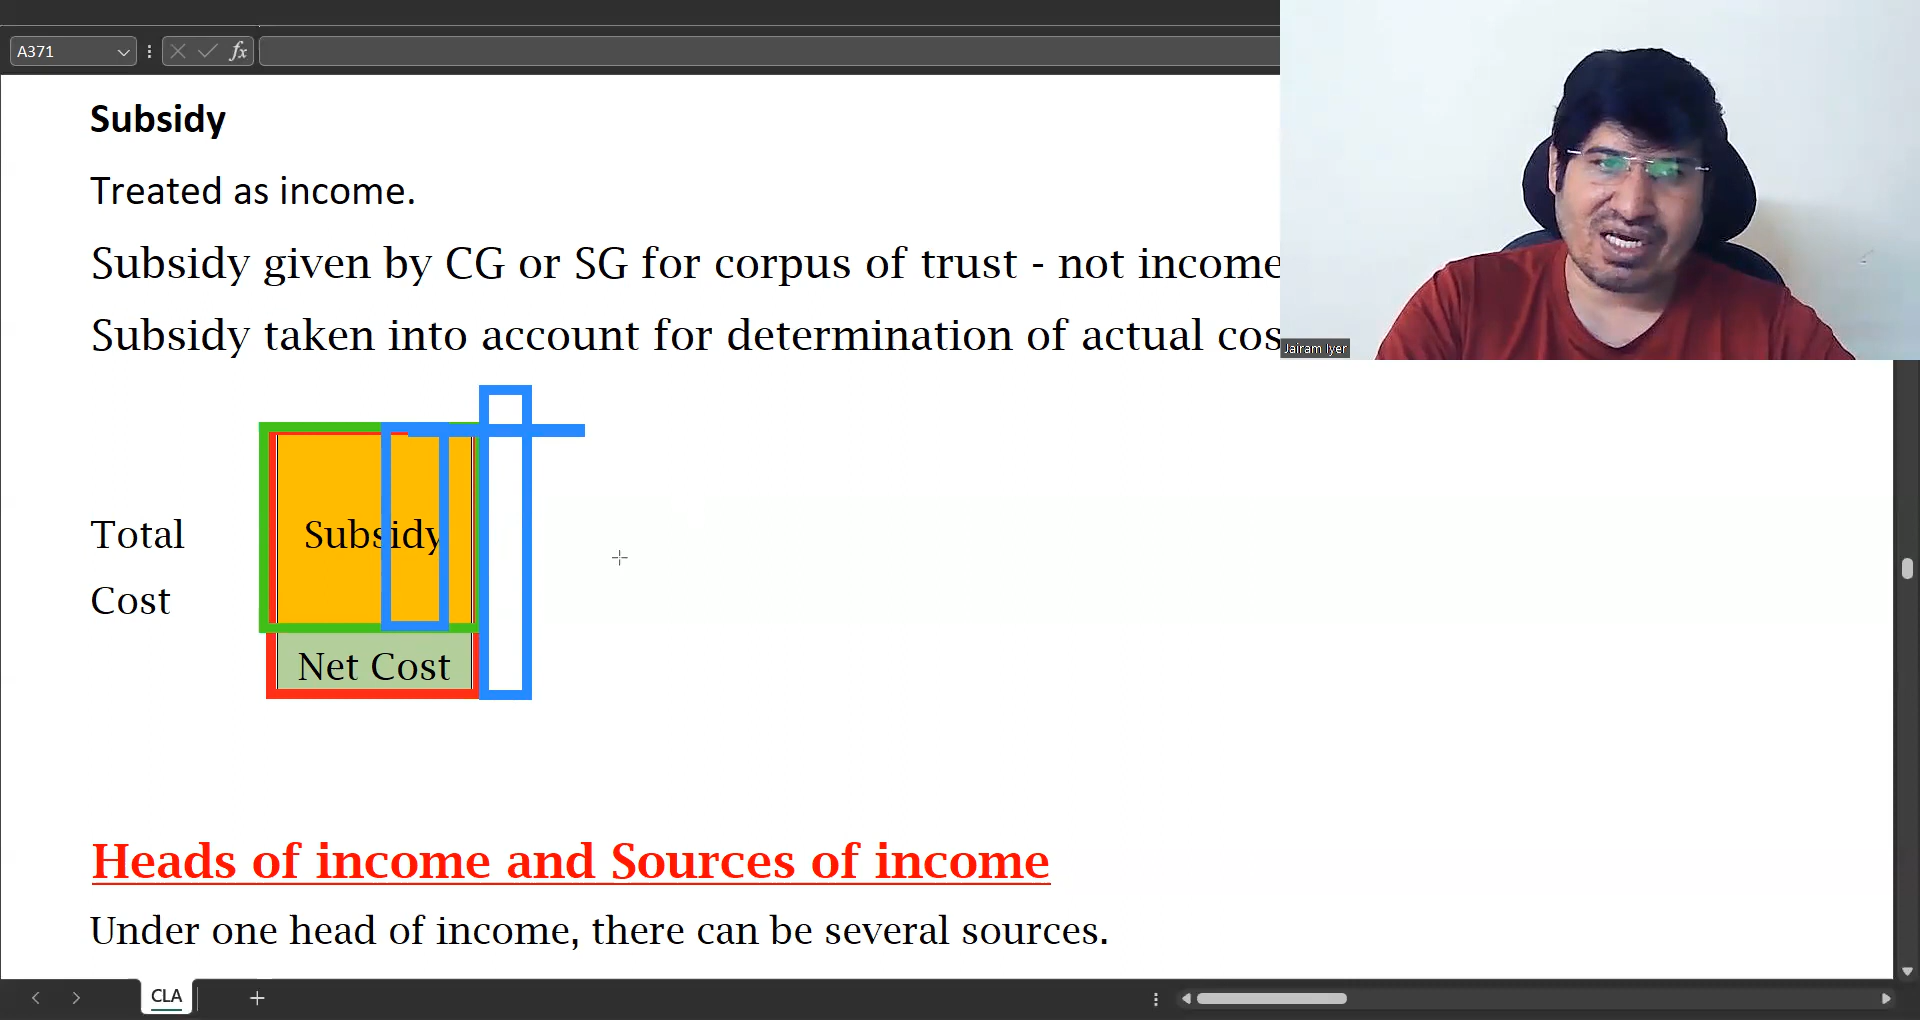 A371
fx
Subsidy
Treated as income.
Subsidy given by CG or SG for corpus of trust - not income
Subsidy taken into account for determination of actual cos
Jairam Iyer
Total
Cost
Subsidy
Net Cost
Heads of income and Sources of income
Under one head of income, there can be several sources.
CLA